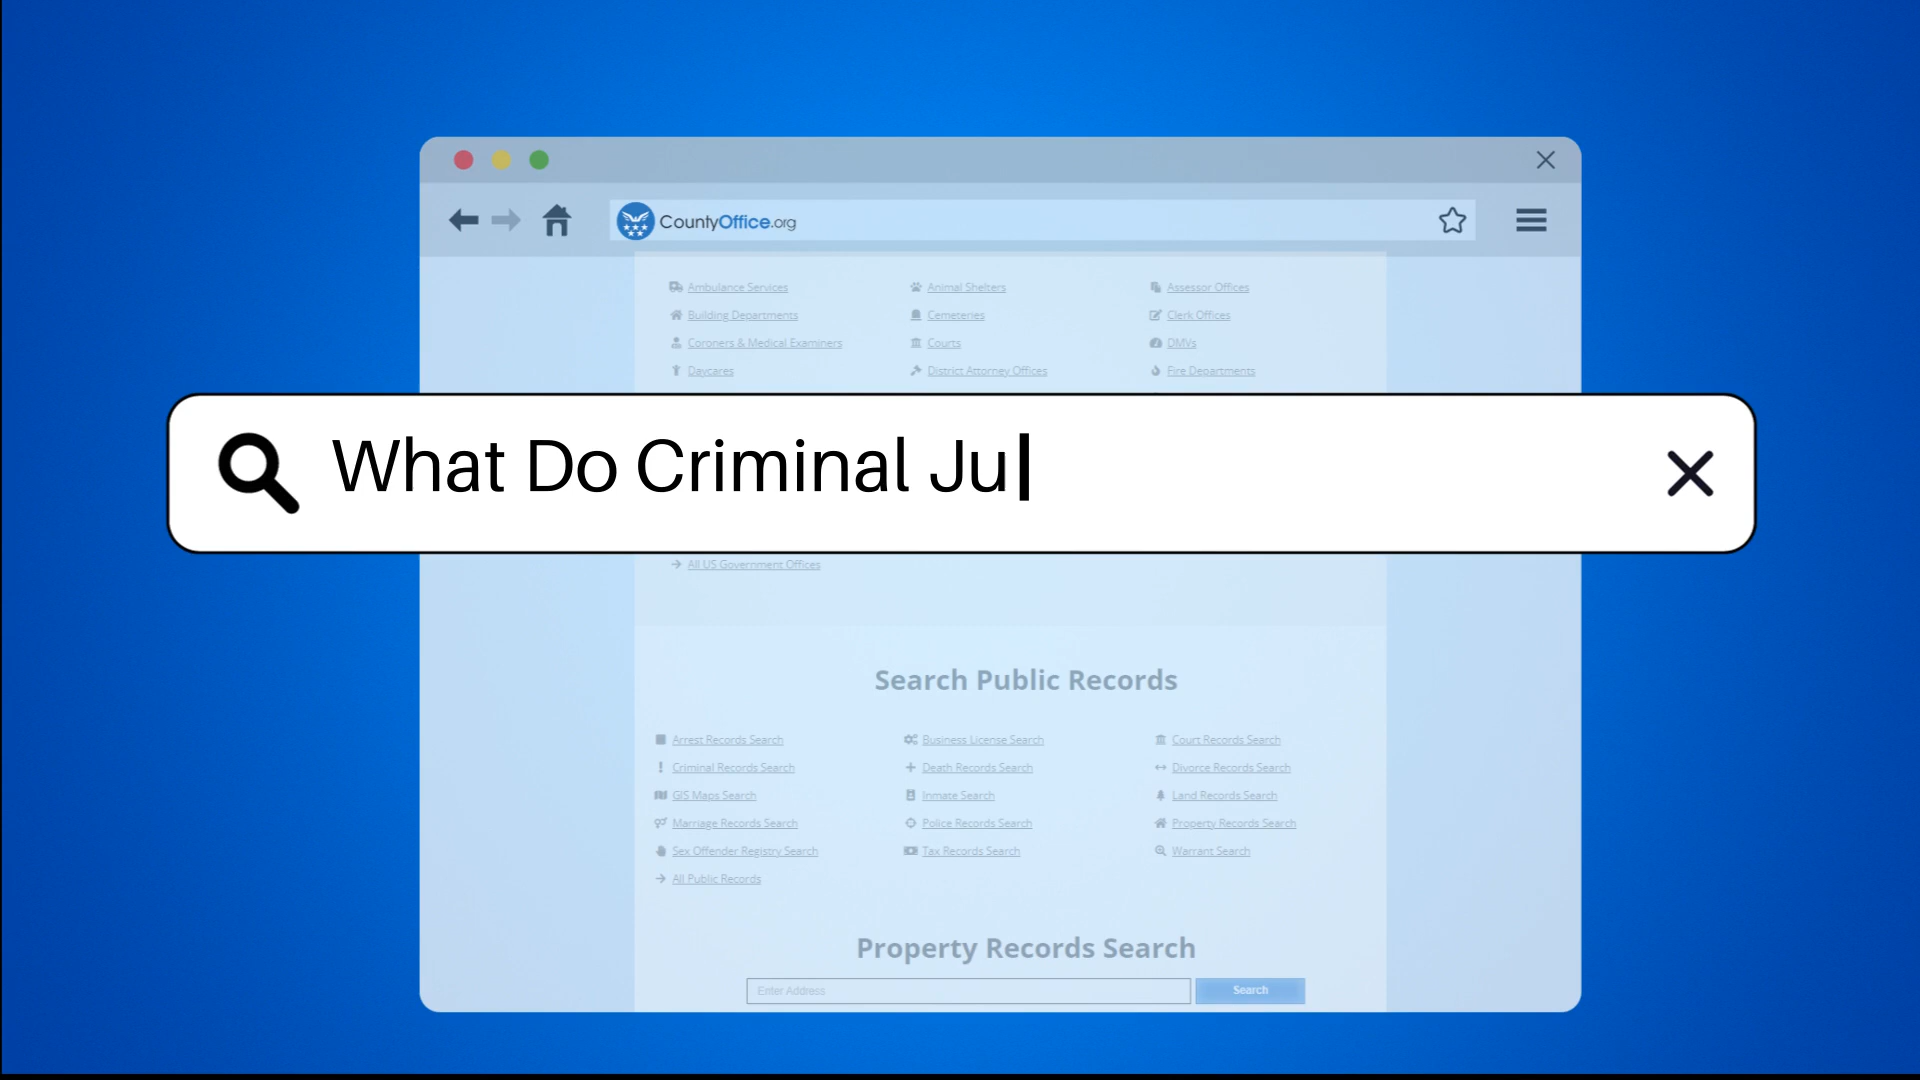 CountyOffice.org
Ambulance Services Animal Shelters Assessor Offices
Building Departments Cemeteries Clerk Offices
Coroners & Medical Examiners Courts DMVs
Daycares District Attorney Offices Fire Departments
What Do Criminal Ju
All US Government Offices
Search Public Records
Arrest Records Search Business License Search Court Records Search
Criminal Records Search Death Records Search Divorce Records Search
GIS Maps Search Inmate Search Land Records Search
Marriage Records Search Police Records Search Property Records Search
Sex Offender Registry Search Tax Records Search Warrant Search
All Public Records
Property Records Search
Enter Address Search